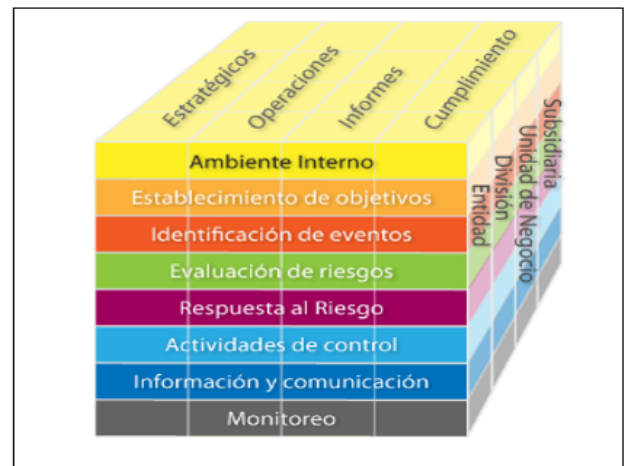 Estratégicos
Operaciones
Informes
Cumplimiento
Ambiente Interno
Establecimiento de objetivos
Identificación de eventos
Evaluación de riesgos
Respuesta al Riesgo
Actividades de control
Información y comunicación
Monitoreo
Entidad
División
Unidad de Negocio
Subsidiaria